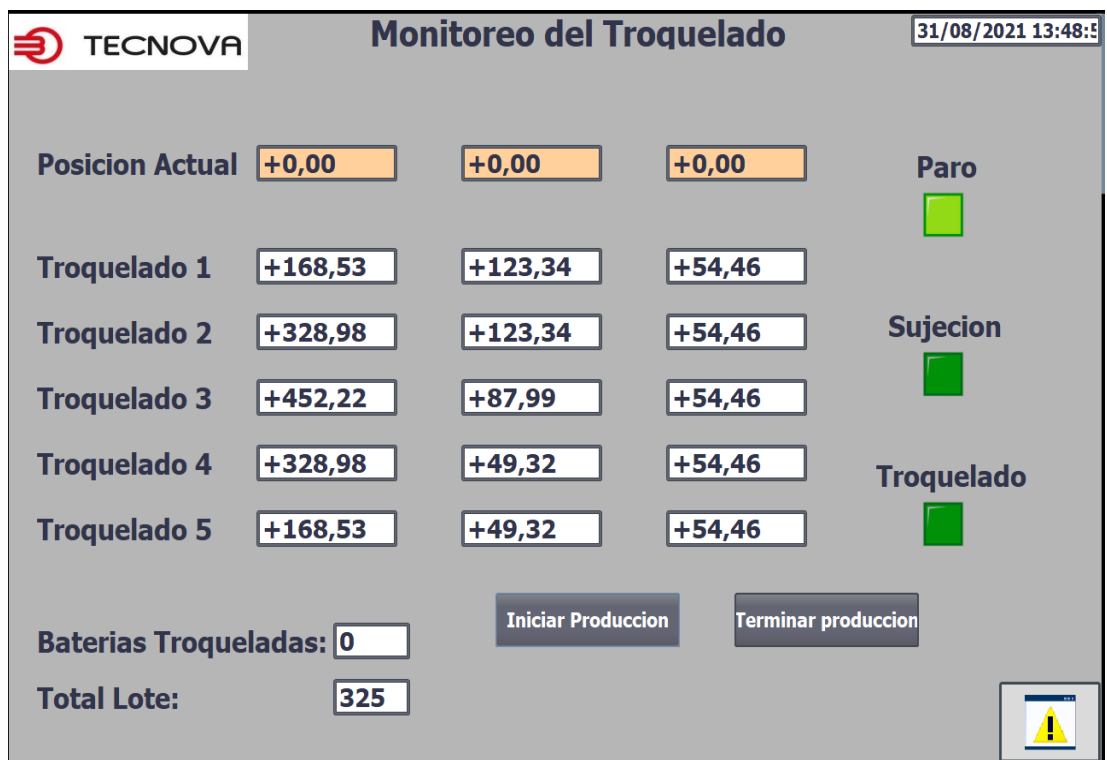 TECNOVA
Monitoreo del Troquelado
31/08/2021 13:48:5
Posicion Actual +0,00 +0,00 +0,00
Paro
Troquelado 1 +168,53 +123,34 +54,46
Troquelado 2 +328,98 +123,34 +54,46
Sujecion
Troquelado 3 +452,22 +87,99 +54,46
Troquelado 4 +328,98 +49,32 +54,46
Troquelado
Troquelado 5 +168,53 +49,32 +54,46
Iniciar Produccion
Terminar produccion
Baterias Troqueladas: 0
Total Lote: 325